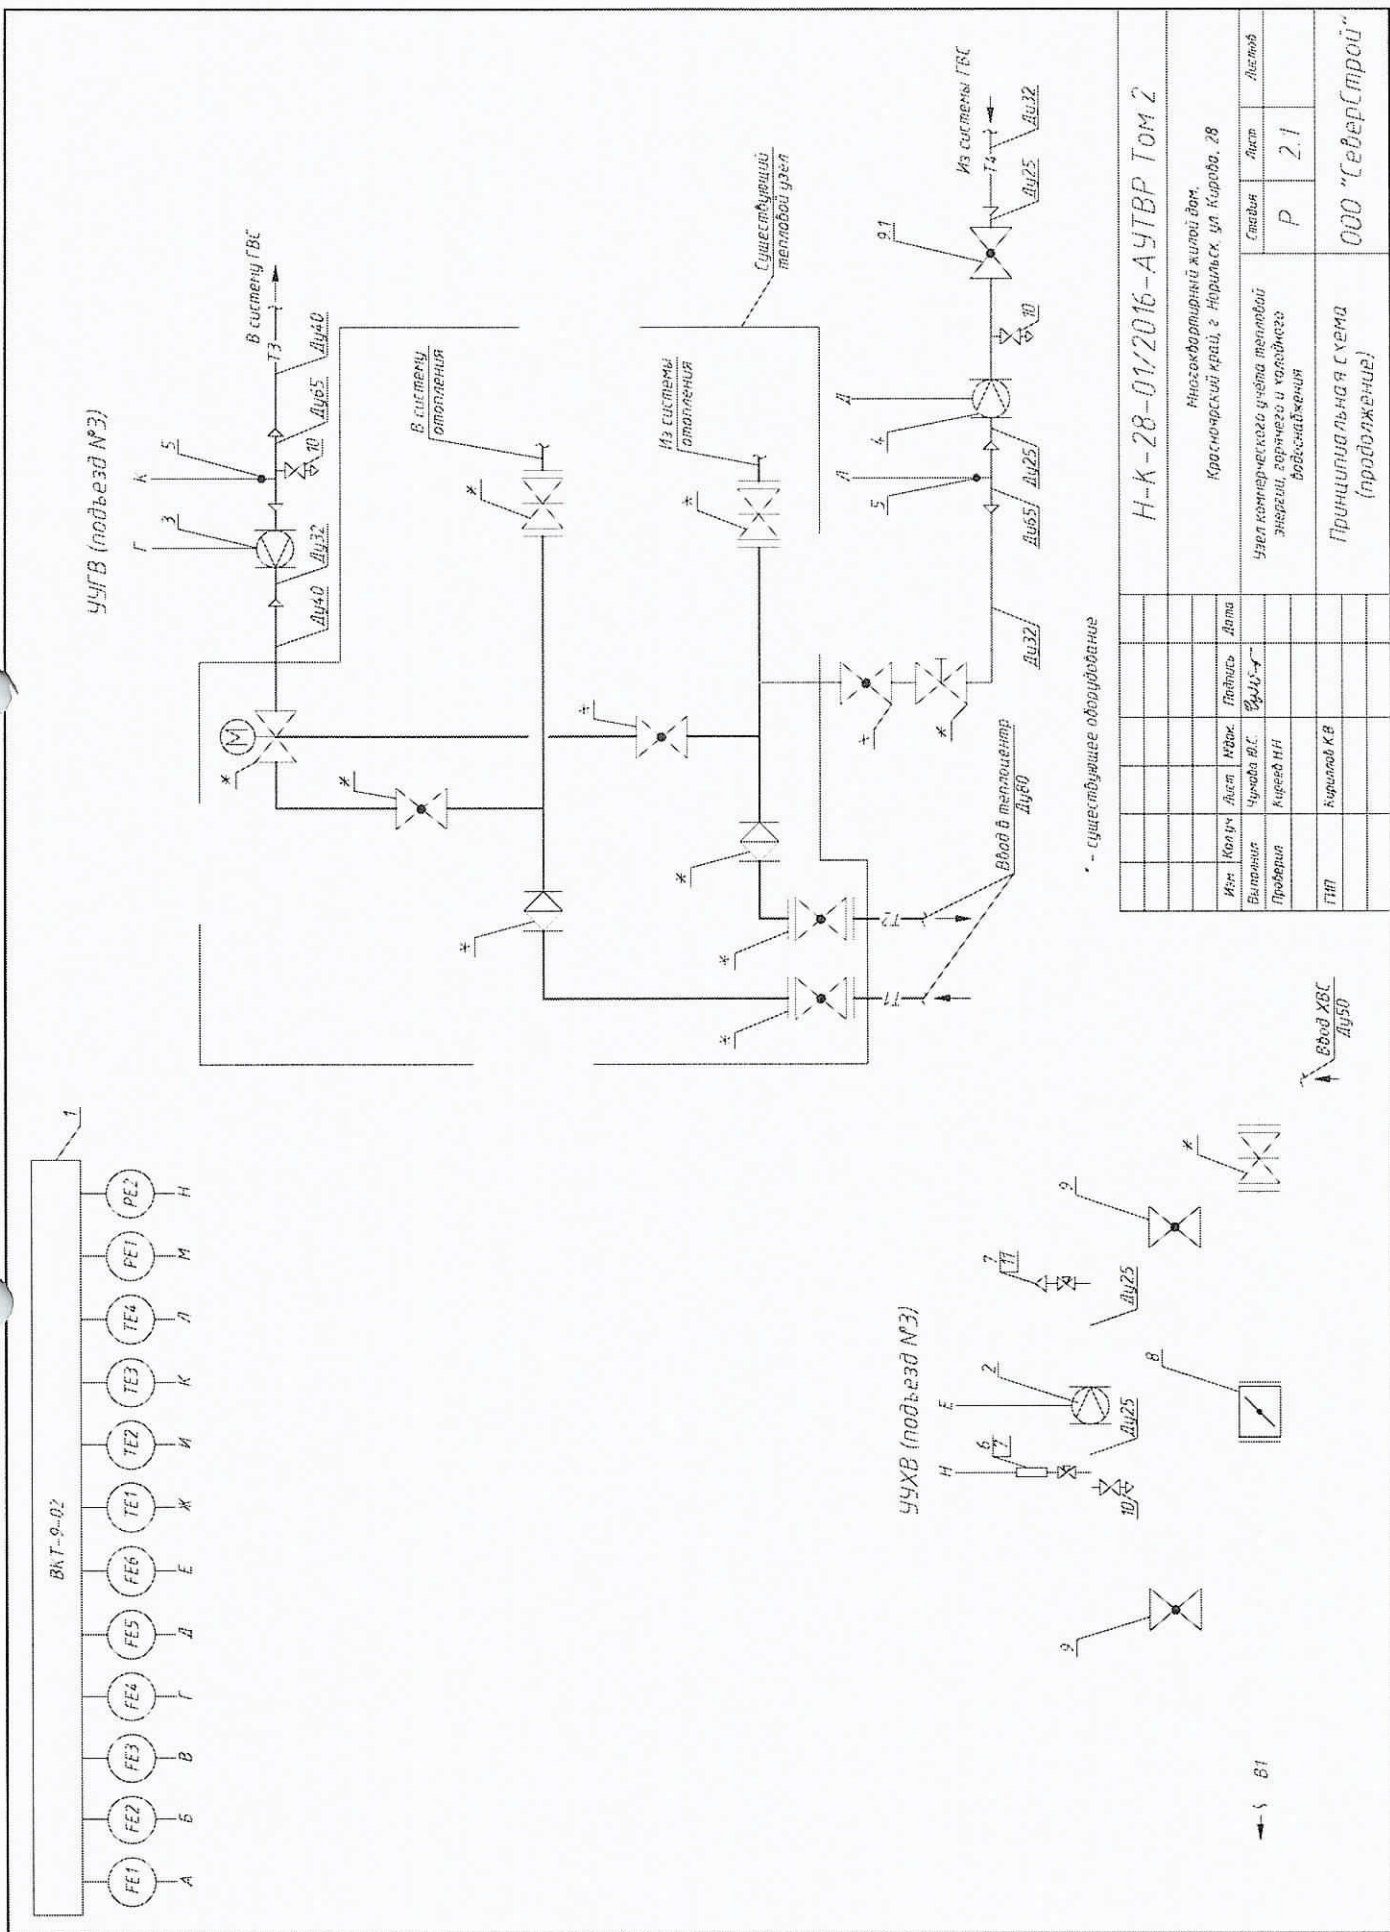 ВКТ-9-02
1
FE1
FE2
FE3
FE4
FE5
FE6
TE1
TE2
TE3
TE4
PE1
PE2
А
Б
В
Г
Д
Е
Ж
И
К
Л
М
Н
УУГВ (подъезд №3)
Г
К
3
5
10
Ду40
Ду32
Ду65
Ду40
Т3
В систему ГВС
М
*
*
*
В систему
отопления
*
*
Из системы
отопления
*
*
*
*
*
Существующий
тепловой узел
*
*
Т1
Т2
Ввод в теплоцентр
Ду80
Ду32
Ду65
Ду25
5
Л
4
Д
10
9.1
Ду25
Т4
Ду32
Из системы ГВС
* - существующее оборудование
УУХВ (подъезд №3)
Н
Е
6
7
2
7
11
10
Ду25
Ду25
9
9
8
*
В1
Ввод ХВС
Ду50
Н-К-28-01/2016-АУТВР Том 2
Многоквартирный жилой дом.
Красноярский край, г. Норильск, ул. Кирова, 28
Изм Кол.уч Лист №док. Подпись Дата
Выполнил Чумова Ю.С.
Проверил Киреев Н.Н
ГИП Кириллов К.В
Узел коммерческого учёта тепловой
энергии, горячего и холодного
водоснабжения
Стадия Лист Листов
Р 2.1
Принципиальная схема
(продолжение)
ООО "СеверСтрой"